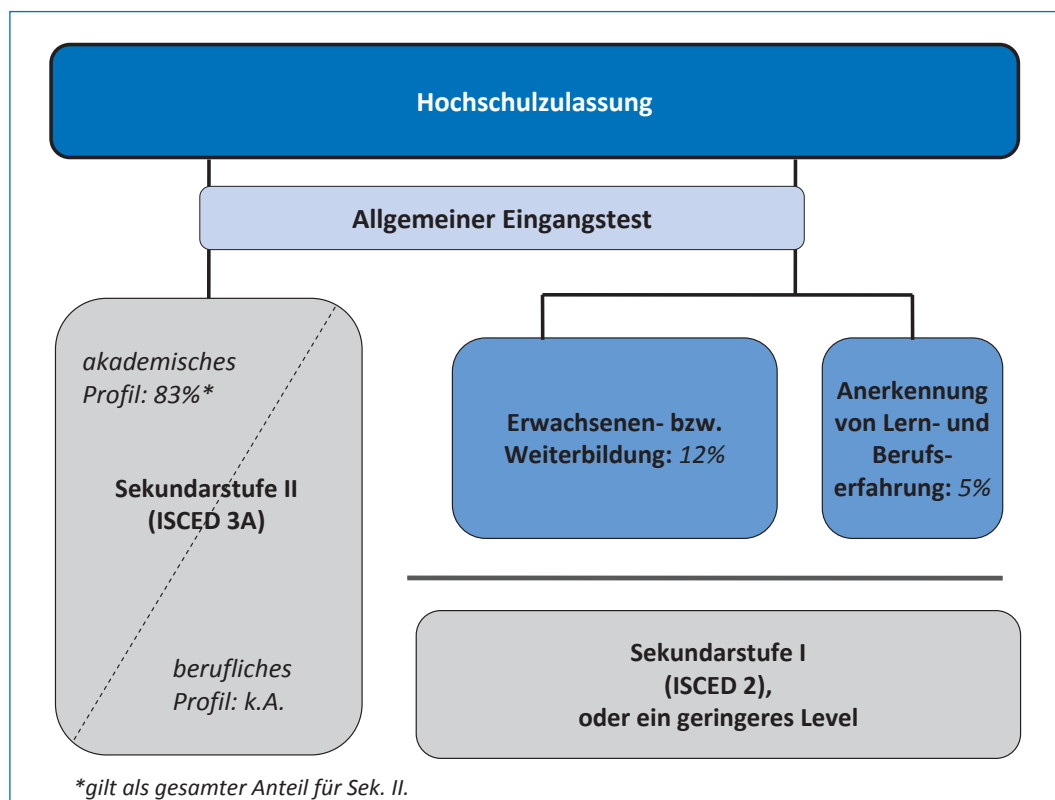 Hochschulzulassung
Allgemeiner Eingangstest
akademisches
Profil: 83%*
Sekundarstufe II
(ISCED 3A)
berufliches
Profil: k.A.
Erwachsenen- bzw.
Weiterbildung: 12%
Anerkennung
von Lern- und
Berufs-
erfahrung: 5%
Sekundarstufe I
(ISCED 2),
oder ein geringeres Level
*gilt als gesamter Anteil für Sek. II.